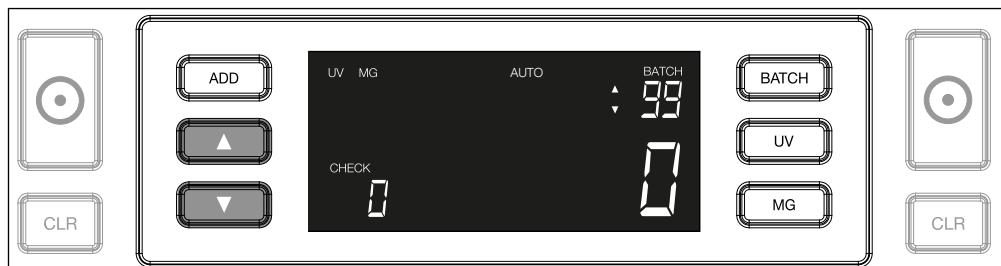 ADD
UV MG AUTO BATCH
99
CHECK
0
0
BATCH
UV
MG
CLR
CLR